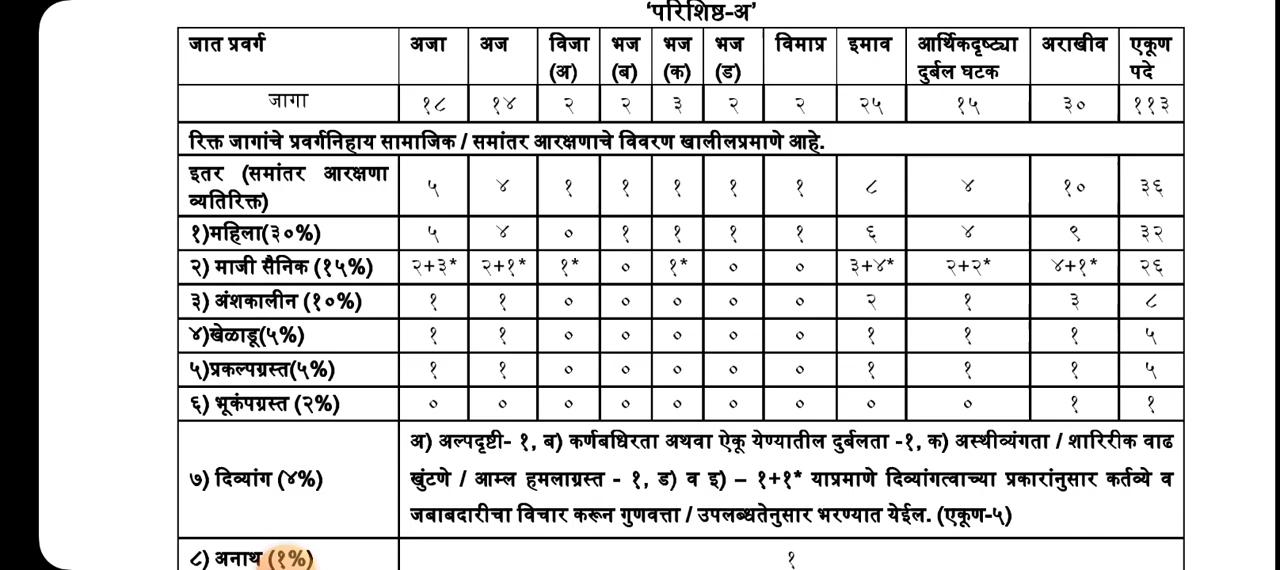 'परिशिष्ठ-अ'
जात प्रवर्ग अजा अज विजा (अ) भज (ब) भज (क) भज (ड) विमाप्र इमाव आर्थिकदृष्ट्या दुर्बल घटक अराखीव एकूण पदे
जागा १८ १४ २ २ ३ २ २ २५ १५ ३० ११३
रिक्त जागांचे प्रवर्गनिहाय सामाजिक / समांतर आरक्षणाचे विवरण खालीलप्रमाणे आहे.
इतर (समांतर आरक्षणा व्यतिरिक्त) ५ ४ १ १ १ १ १ ८ ४ १० ३६
१)महिला(३०%) ५ ४ ० १ १ १ १ ६ ४ ९ ३२
२) माजी सैनिक (१५%) २+३* २+१* १* ० १* ० ० ३+४* २+२* ४+१* २६
३) अंशकालीन (१०%) १ १ ० ० ० ० ० २ १ ३ ८
४)खेळाडू(५%) १ १ ० ० ० ० ० १ १ १ ५
५)प्रकल्पग्रस्त(५%) १ १ ० ० ० ० ० १ १ १ ५
६) भूकंपग्रस्त (२%) ० ० ० ० ० ० ० ० ० १ १
७) दिव्यांग (४%) अ) अल्पदृष्टी- १, ब) कर्णबधिरता अथवा ऐकू येण्यातील दुर्बलता -१, क) अस्थीव्यंगता / शारिरीक वाढ
खुंटणे / आम्ल हमलाग्रस्त - १, ड) व इ) – १+१* याप्रमाणे दिव्यांगत्वाच्या प्रकारांनुसार कर्तव्ये व
जबाबदारीचा विचार करून गुणवत्ता / उपलब्धतेनुसार भरण्यात येईल. (एकूण-५)
८) अनाथ (१%) १